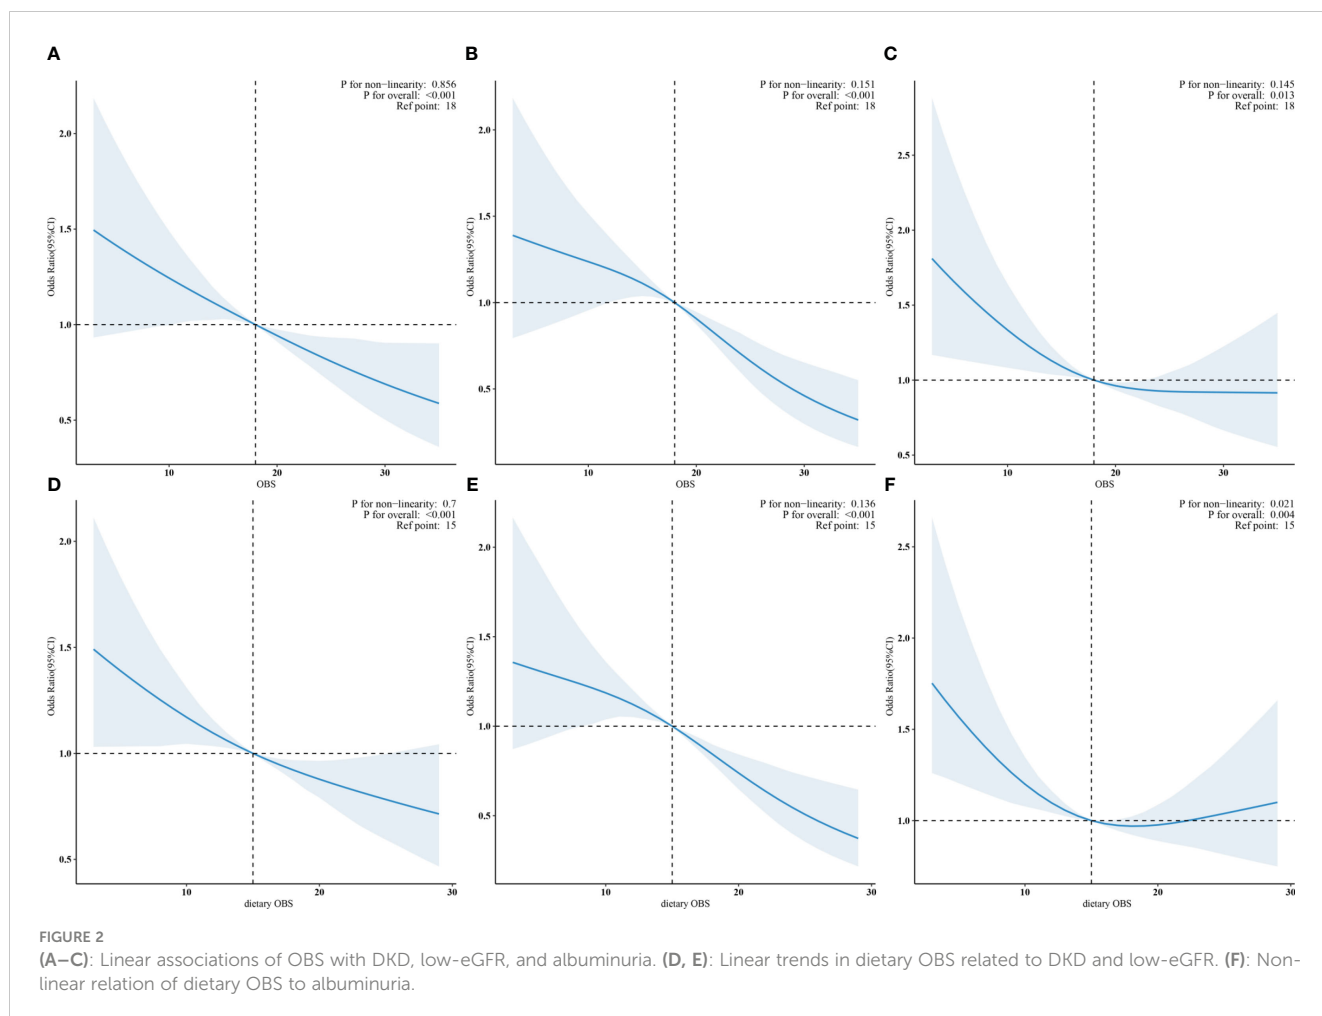 A
P for non-linearity: 0.856
P for overall: <0.001
Ref point: 18
2.0
1.5
1.0
0.5
Odds Ratio(95%CI)
10
20
30
OBS
B
P for non-linearity: 0.151
P for overall: <0.001
Ref point: 18
2.0
1.5
1.0
0.5
Odds Ratio(95%CI)
10
20
30
OBS
C
P for non-linearity: 0.145
P for overall: 0.013
Ref point: 18
2.5
2.0
1.5
1.0
0.5
Odds Ratio(95%CI)
10
20
30
OBS
D
P for non-linearity: 0.7
P for overall: <0.001
Ref point: 15
2.0
1.5
1.0
0.5
Odds Ratio(95%CI)
10
20
30
dietary OBS
E
P for non-linearity: 0.136
P for overall: <0.001
Ref point: 15
2.0
1.5
1.0
0.5
Odds Ratio(95%CI)
10
20
30
dietary OBS
F
P for non-linearity: 0.021
P for overall: 0.004
Ref point: 15
2.5
2.0
1.5
1.0
Odds Ratio(95%CI)
10
20
30
dietary OBS
FIGURE 2
(A–C): Linear associations of OBS with DKD, low-eGFR, and albuminuria. (D, E): Linear trends in dietary OBS related to DKD and low-eGFR. (F): Non-
linear relation of dietary OBS to albuminuria.